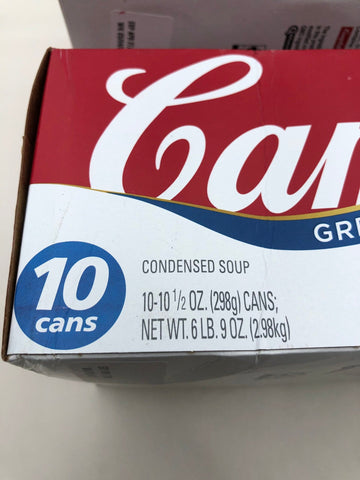 Cam
GRE
10
cans
CONDENSED SOUP
10-10 1/2 OZ. (298g) CANS;
NET WT. 6 LB. 9 OZ. (2.98kg)